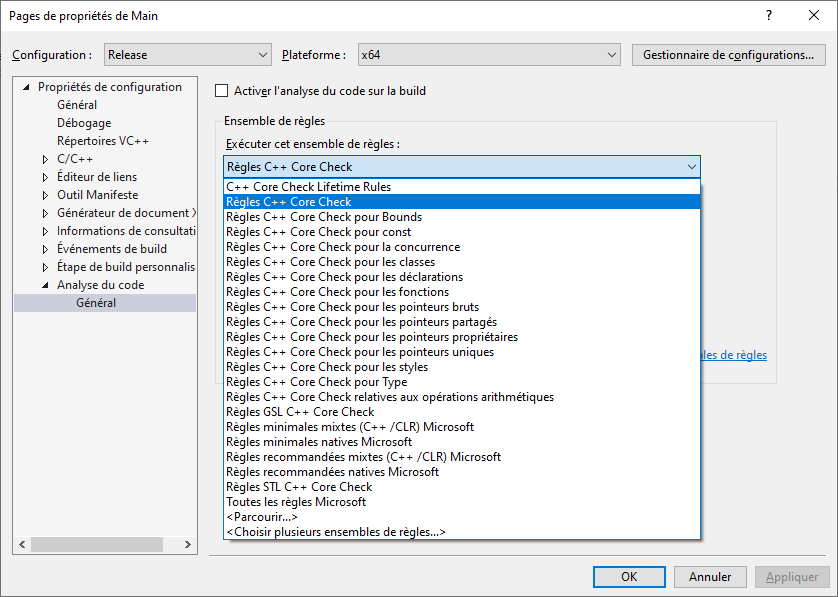 Pages de propriétés de Main
?
Configuration :
Release
Plateforme :
x64
Gestionnaire de configurations...
Propriétés de configuration
Général
Débogage
Répertoires VC++
C/C++
Éditeur de liens
Outil Manifeste
Générateur de document X
Informations de consultati
Événements de build
Étape de build personnalis
Analyse du code
Général
Activer l'analyse du code sur la build
Ensemble de règles
Exécuter cet ensemble de règles :
Règles C++ Core Check
C++ Core Check Lifetime Rules
Règles C++ Core Check
Règles C++ Core Check pour Bounds
Règles C++ Core Check pour const
Règles C++ Core Check pour la concurrence
Règles C++ Core Check pour les classes
Règles C++ Core Check pour les déclarations
Règles C++ Core Check pour les fonctions
Règles C++ Core Check pour les pointeurs bruts
Règles C++ Core Check pour les pointeurs partagés
Règles C++ Core Check pour les pointeurs propriétaires
Règles C++ Core Check pour les pointeurs uniques
Règles C++ Core Check pour les styles
Règles C++ Core Check pour Type
Règles C++ Core Check relatives aux opérations arithmétiques
Règles GSL C++ Core Check
Règles minimales mixtes (C++ /CLR) Microsoft
Règles minimales natives Microsoft
Règles recommandées mixtes (C++ /CLR) Microsoft
Règles recommandées natives Microsoft
Règles STL C++ Core Check
Toutes les règles Microsoft
<Parcourir...>
<Choisir plusieurs ensembles de règles...>
les de règles
OK
Annuler
Appliquer